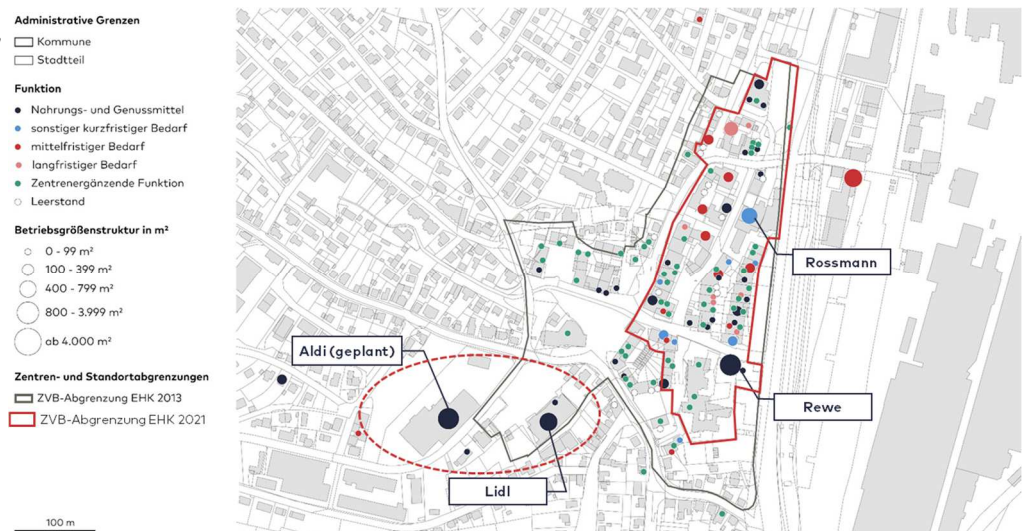 Administrative Grenzen
Kommune
Stadtteil
Funktion
Nahrungs- und Genussmittel
sonstiger kurzfristiger Bedarf
mittelfristiger Bedarf
langfristiger Bedarf
Zentrenergänzende Funktion
Leerstand
Betriebsgrößenstruktur in m²
0 - 99 m²
100 - 399 m²
400 - 799 m²
800 - 3.999 m²
ab 4.000 m²
Zentren- und Standortabgrenzungen
ZVB-Abgrenzung EHK 2013
ZVB-Abgrenzung EHK 2021
100 m
Rossmann
Aldi (geplant)
Rewe
Lidl